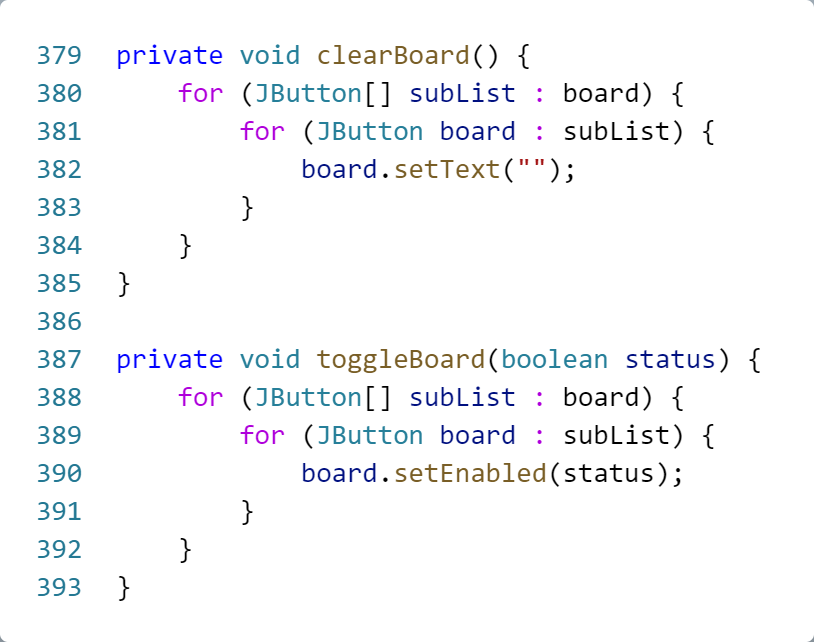 379 private void clearBoard() {
380     for (JButton[] subList : board) {
381         for (JButton board : subList) {
382             board.setText("");
383         }
384     }
385 }
386
387 private void toggleBoard(boolean status) {
388     for (JButton[] subList : board) {
389         for (JButton board : subList) {
390             board.setEnabled(status);
391         }
392     }
393 }